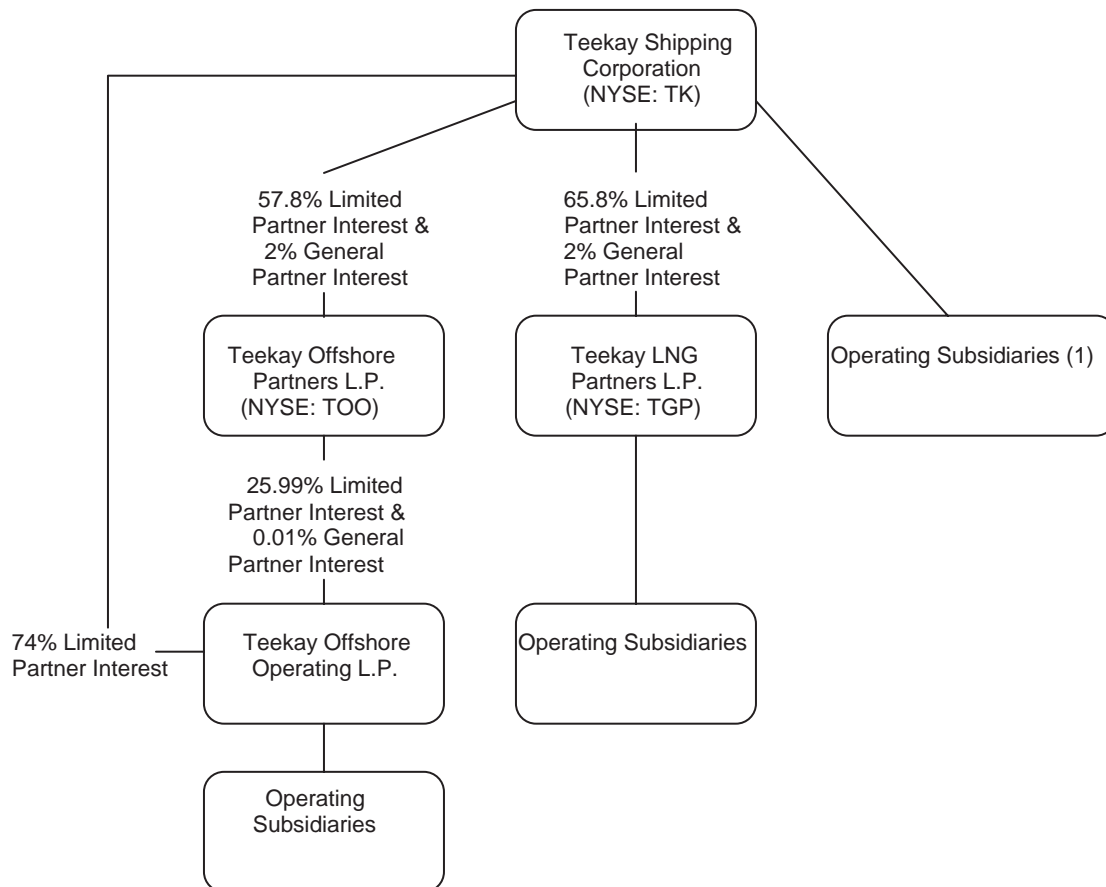 Teekay Shipping
Corporation
(NYSE: TK)
57.8% Limited
Partner Interest &
2% General
Partner Interest
65.8% Limited
Partner Interest &
2% General
Partner Interest
Teekay Offshore
Partners L.P.
(NYSE: TOO)
Teekay LNG
Partners L.P.
(NYSE: TGP)
Operating Subsidiaries (1)
25.99% Limited
Partner Interest &
0.01% General
Partner Interest
74% Limited
Partner Interest
Teekay Offshore
Operating L.P.
Operating Subsidiaries
Operating
Subsidiaries